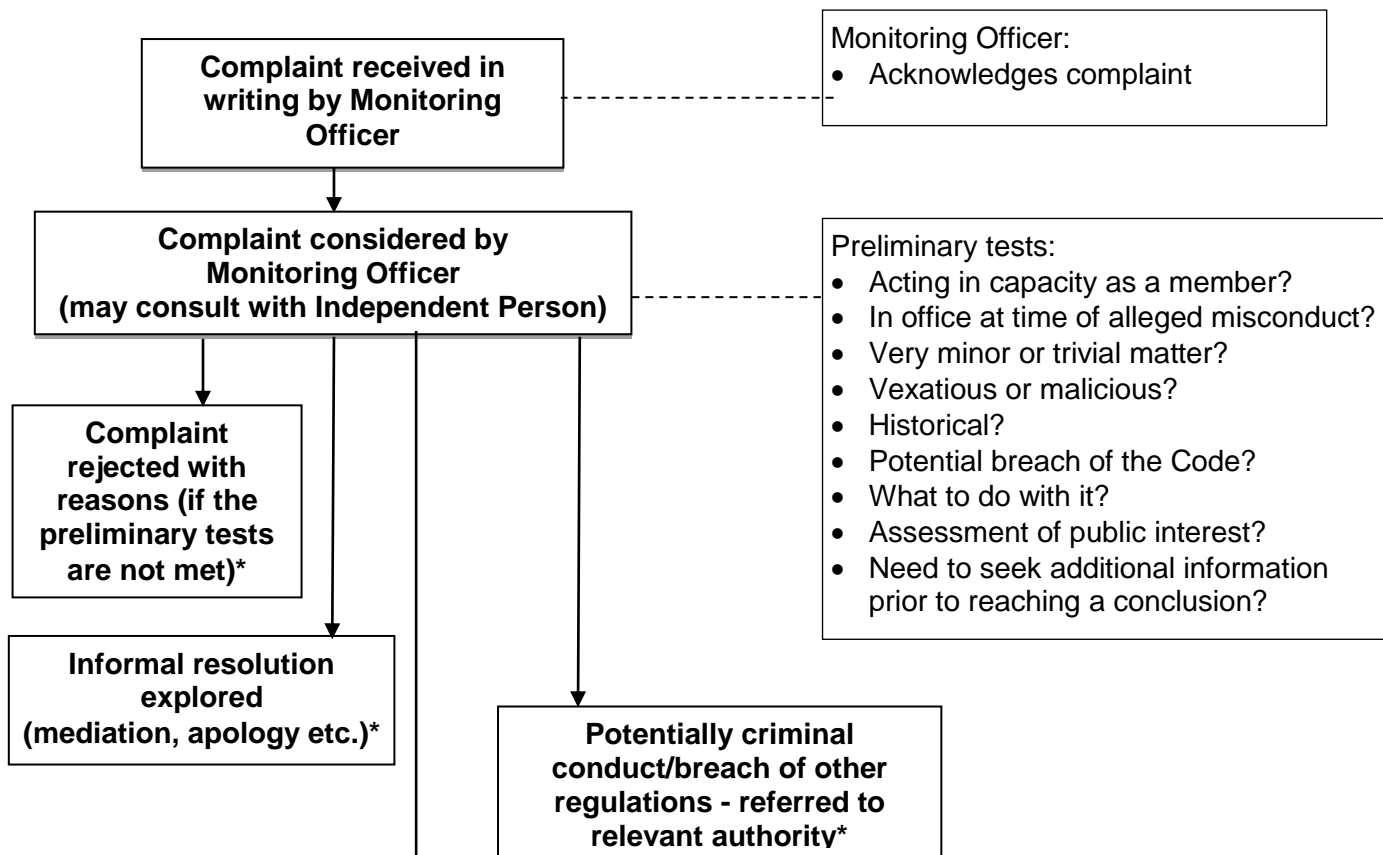 Complaint received in
writing by Monitoring
Officer
Monitoring Officer:
• Acknowledges complaint
Complaint considered by
Monitoring Officer
(may consult with Independent Person)
Preliminary tests:
• Acting in capacity as a member?
• In office at time of alleged misconduct?
• Very minor or trivial matter?
• Vexatious or malicious?
• Historical?
• Potential breach of the Code?
• What to do with it?
• Assessment of public interest?
• Need to seek additional information
prior to reaching a conclusion?
Complaint
rejected with
reasons (if the
preliminary tests
are not met)*
Informal resolution
explored
(mediation, apology etc.)*
Potentially criminal
conduct/breach of other
regulations - referred to
relevant authority*